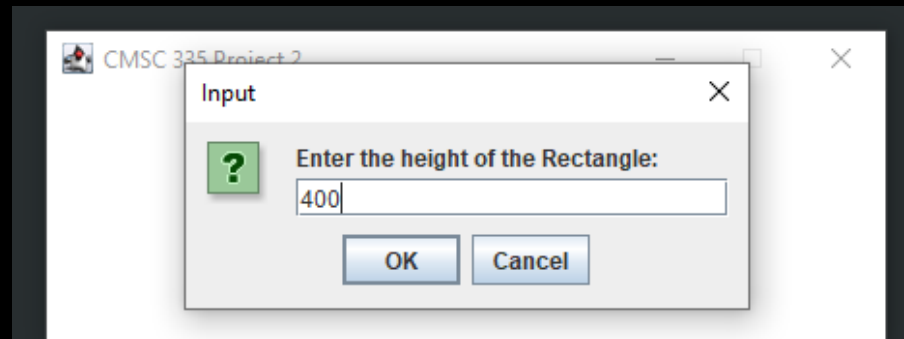 CMSC 335 Project 2
Input
?
Enter the height of the Rectangle:
400
OK
Cancel